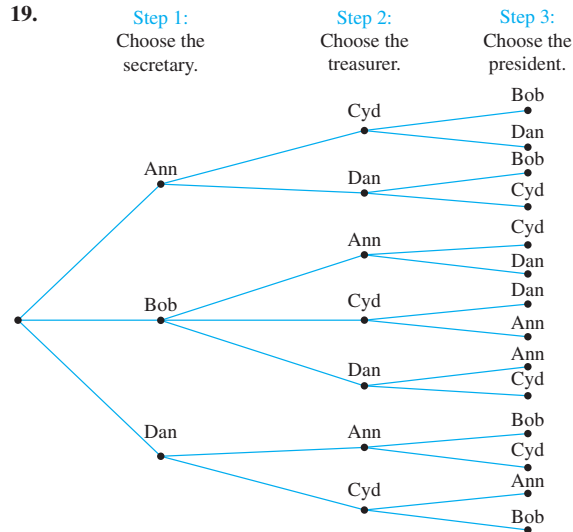 19.
Step 1: Step 2: Step 3:
Choose the Choose the Choose the
secretary. treasurer. president.
Bob
Cyd
Dan
Ann
Bob
Dan
Cyd
Cyd
Ann
Dan
Bob
Cyd
Dan
Ann
Ann
Dan
Cyd
Bob
Dan
Ann
Cyd
Ann
Cyd
Bob